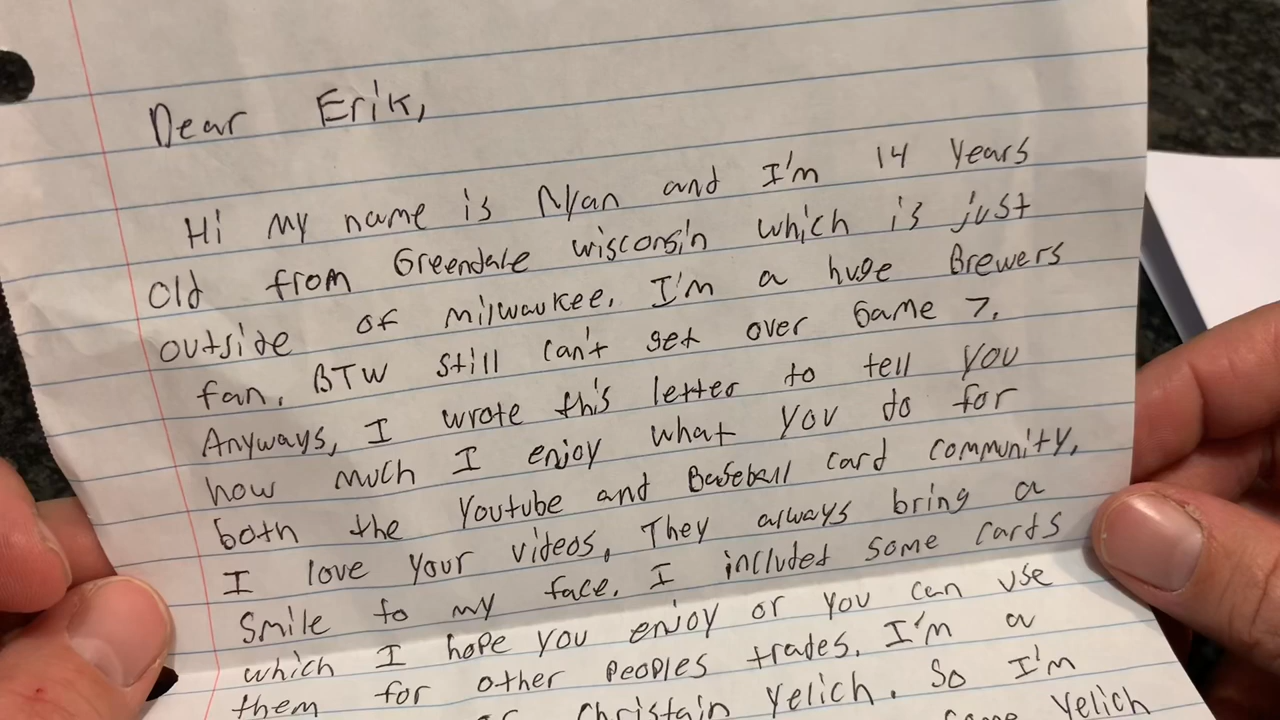 Dear Erik,
Hi my name is Nyan and I'm 14 years
old from Greendale wisconsin which is just
outside of milwaukee. I'm a huge Brewers
fan. BTW still can't get over Game 7.
Anyways, I wrote this letter to tell you
how much I enjoy what you do for
both the Youtube and Baseball card community.
I love your videos. They always bring a
smile to my face. I included some cards
which I hope you enjoy or you can use
them for other peoples trades. I'm a
Christain Yelich. So I'm
Yelich